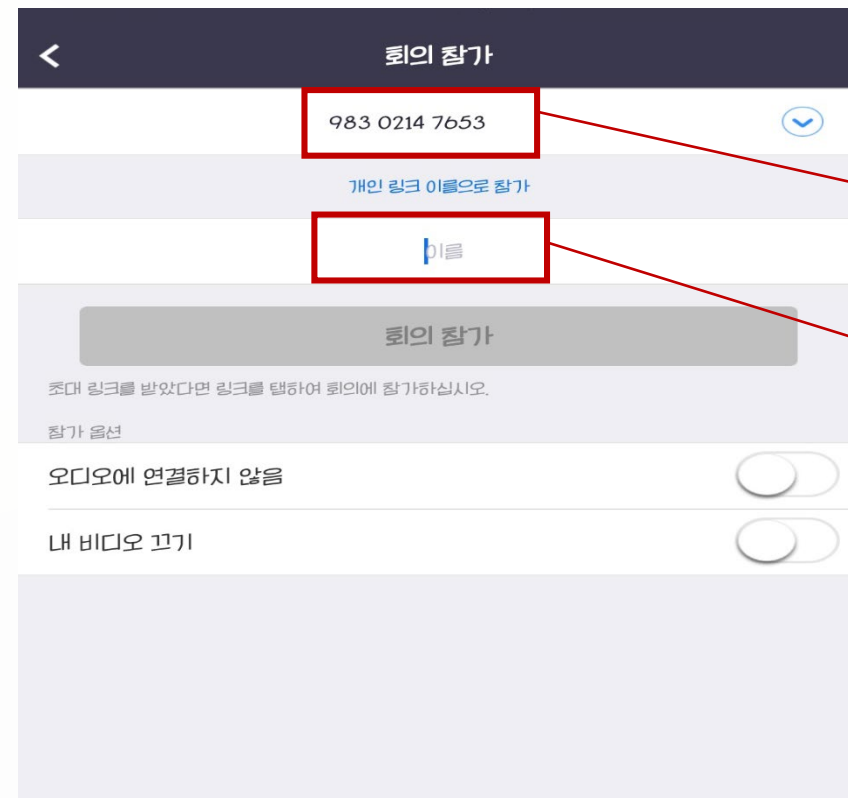 회의 참가
983 0214 7653
개인 링크 이름으로 참가
이름
회의 참가
초대 링크를 받았다면 링크를 탭하여 회의에 참가하십시오.
참가 옵션
오디오에 연결하지 않음
내 비디오 끄기